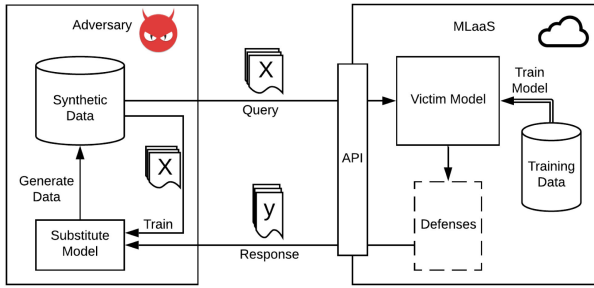 Adversary
MLaaS
X
Synthetic
Data
Query
Victim Model
Train
Model
X
API
Training
Data
Generate
Data
y
Train
Defenses
Substitute
Model
Response